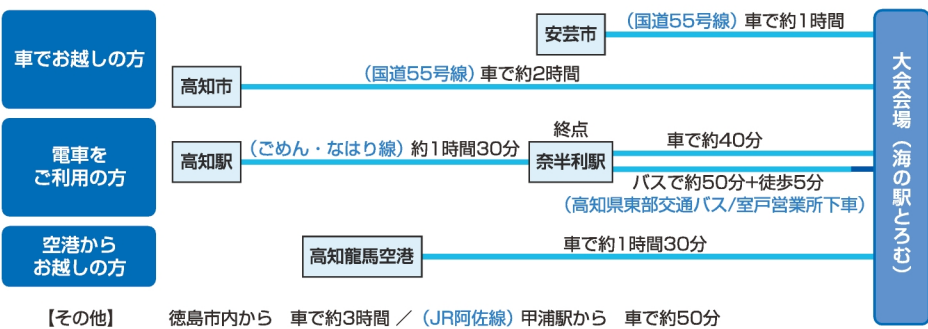 車でお越しの方
安芸市
(国道55号線) 車で約1時間
高知市
(国道55号線) 車で約2時間
電車を
ご利用の方
高知駅
(ごめん・なはり線) 約1時間30分
終点
奈半利駅
車で約40分
バスで約50分+徒歩5分
(高知県東部交通バス/室戸営業所下車)
空港から
お越しの方
高知龍馬空港
車で約1時間30分
大会会場(海の駅とろむ)
【その他】 徳島市内から 車で約3時間 / (JR阿佐線) 甲浦駅から 車で約50分